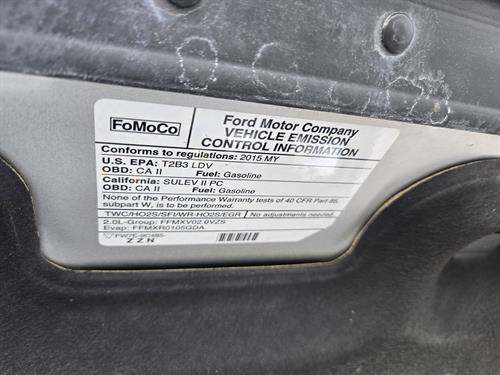 FoMoCo
Ford Motor Company
VEHICLE EMISSION
CONTROL INFORMATION
Conforms to regulations: 2015 MY
U.S. EPA: T2B3 LDV
OBD: CA II Fuel: Gasoline
California: SULEV II PC
OBD: CA II Fuel: Gasoline
None of the Performance Warranty tests of 40 CFR Part 85,
subpart W, is to be used.
TWC/HO2S/SFI/WR-HO2S/EGR No adjustments needed.
2.0L-Group: FFMXV02.0VZS
Evap: FFMXR0105GDA
FW7E-9C485-
ZZN